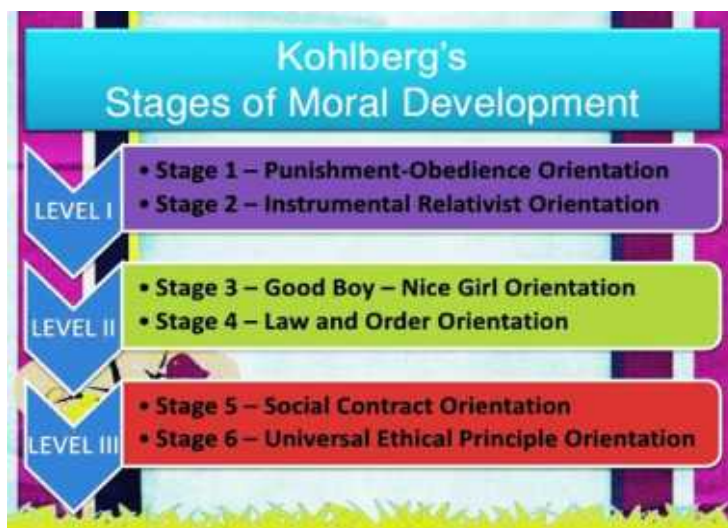 Kohlberg's
Stages of Moral Development
LEVEL I
• Stage 1 – Punishment-Obedience Orientation
• Stage 2 – Instrumental Relativist Orientation
LEVEL II
• Stage 3 – Good Boy – Nice Girl Orientation
• Stage 4 – Law and Order Orientation
LEVEL III
• Stage 5 – Social Contract Orientation
• Stage 6 – Universal Ethical Principle Orientation